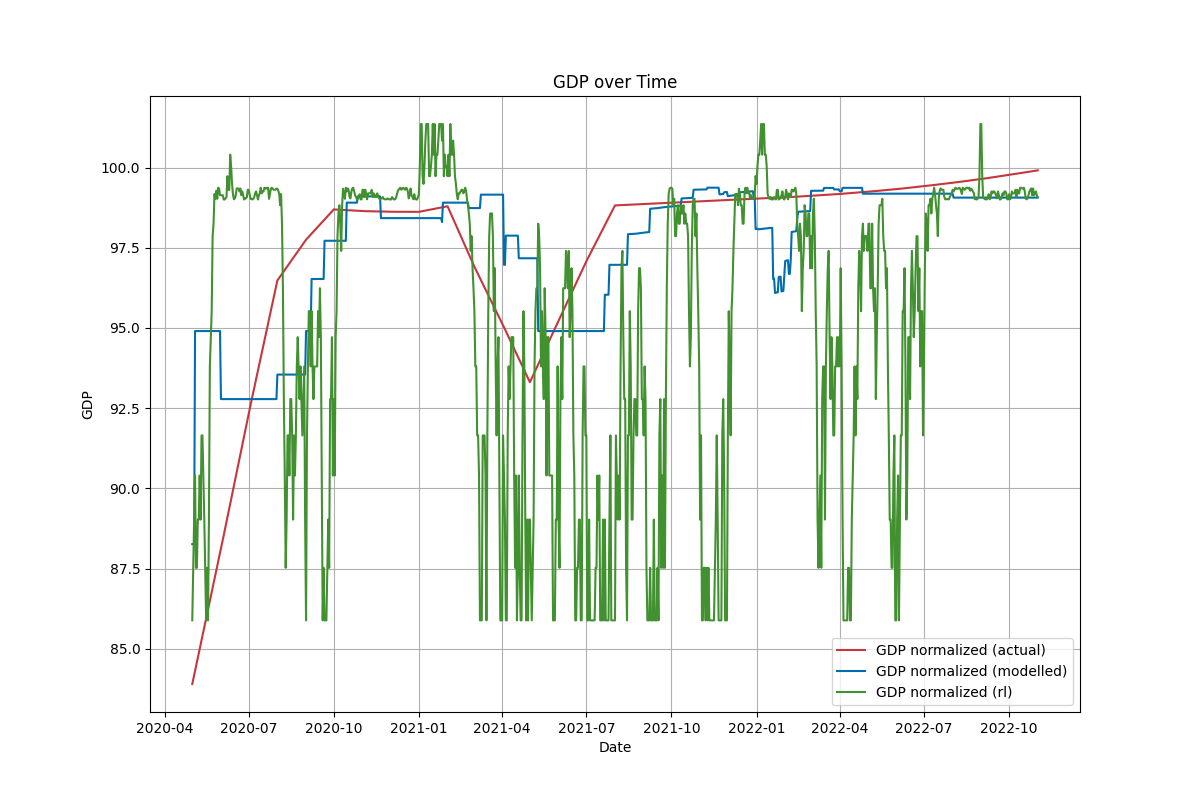 GDP over Time
GDP
100.0
97.5
95.0
92.5
90.0
87.5
85.0
2020-04 2020-07 2020-10 2021-01 2021-04 2021-07 2021-10 2022-01 2022-04 2022-07 2022-10
Date
GDP normalized (actual)
GDP normalized (modelled)
GDP normalized (rl)